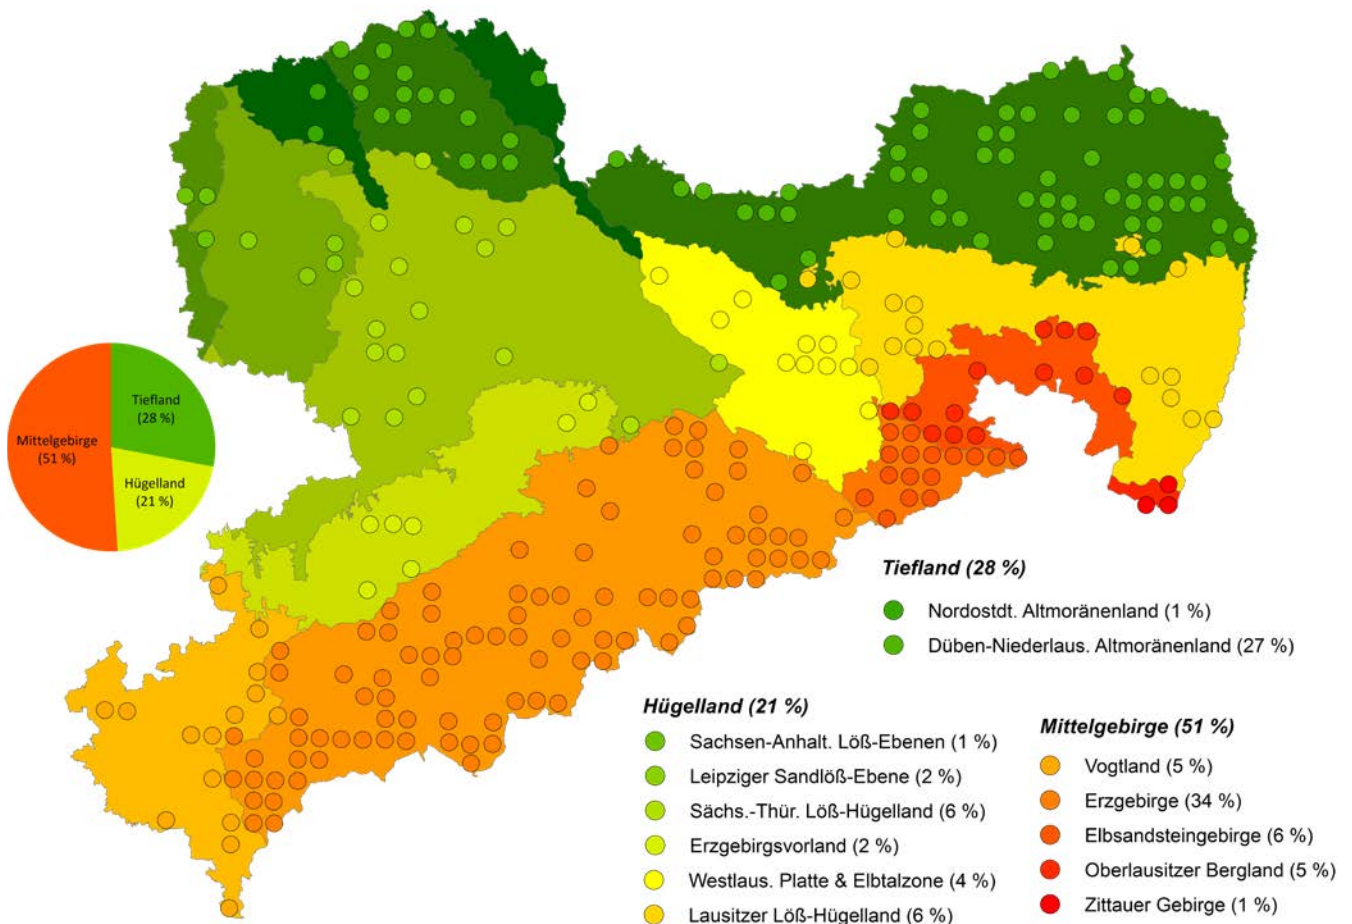 Tiefland
(28 %)
Mittelgebirge
(51 %)
Hügelland
(21 %)
Tiefland (28 %)
Nordostdt. Altmoränenland (1 %)
Düben-Niederlaus. Altmoränenland (27 %)
Hügelland (21 %)
Sachsen-Anhalt. Löß-Ebenen (1 %)
Leipziger Sandlöß-Ebene (2 %)
Sächs.-Thür. Löß-Hügelland (6 %)
Erzgebirgsvorland (2 %)
Westlaus. Platte & Elbtalzone (4 %)
Lausitzer Löß-Hügelland (6 %)
Mittelgebirge (51 %)
Vogtland (5 %)
Erzgebirge (34 %)
Elbsandsteingebirge (6 %)
Oberlausitzer Bergland (5 %)
Zittauer Gebirge (1 %)